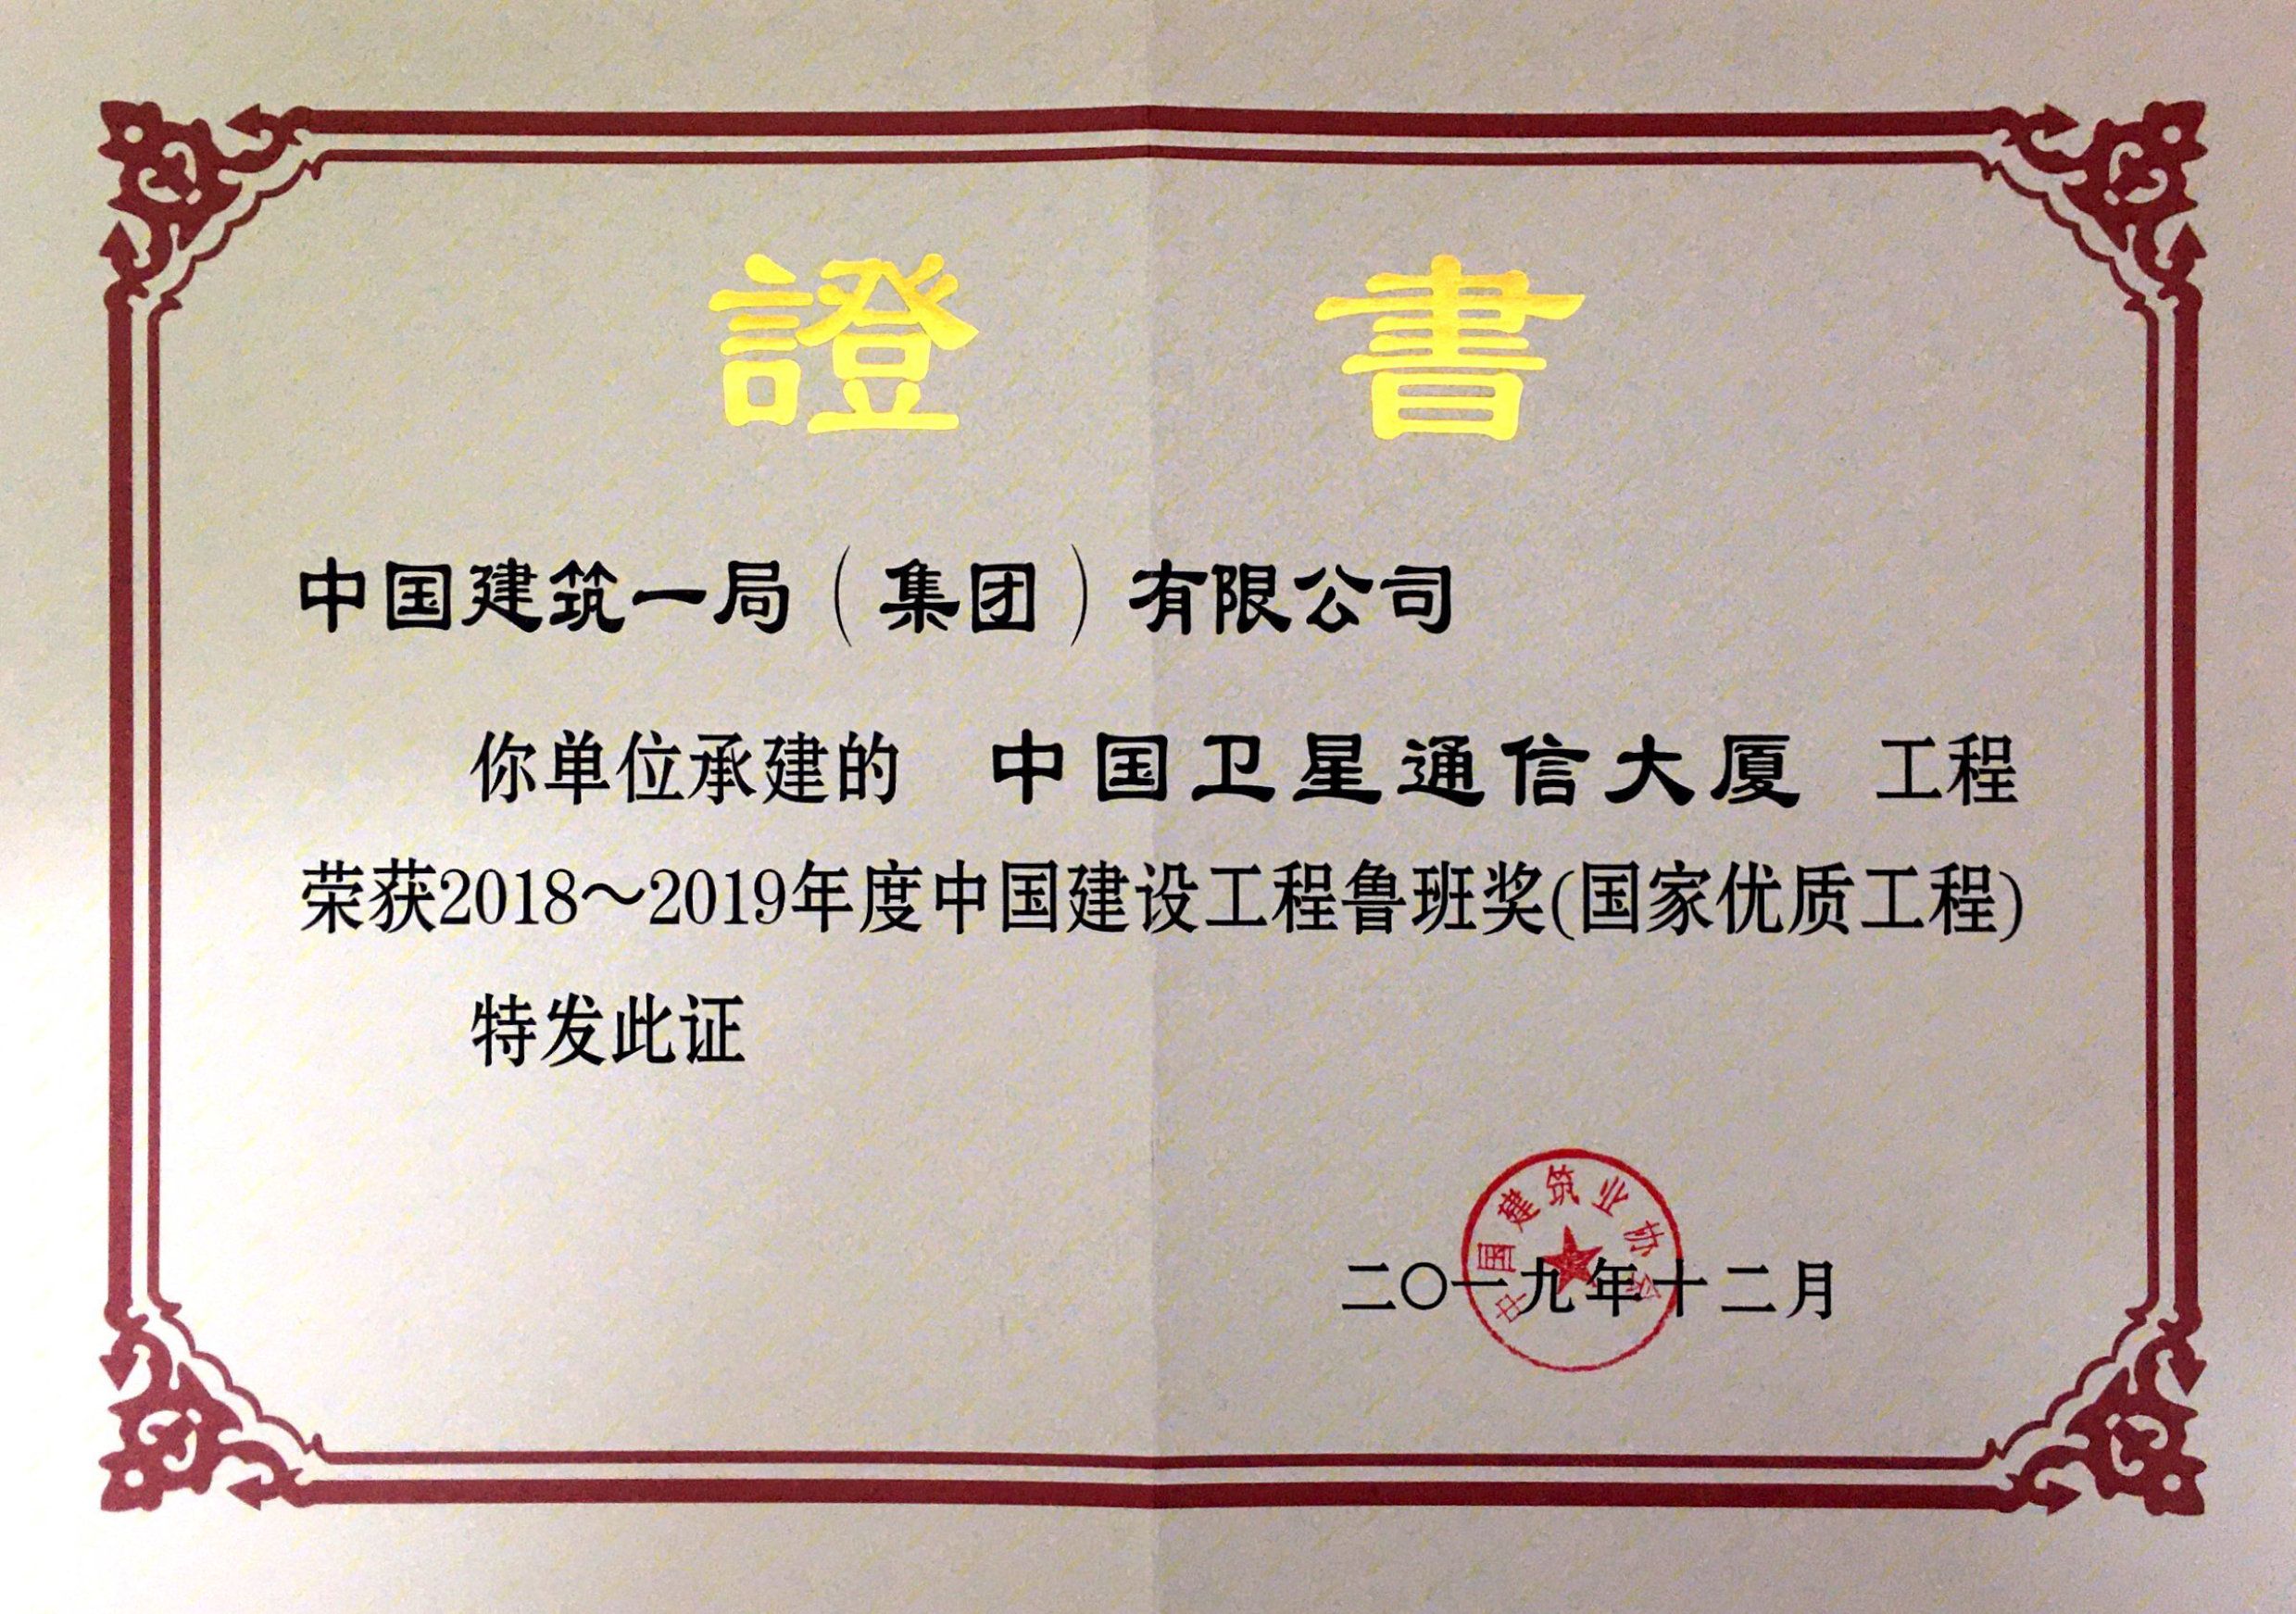 證 書
中国建筑一局（集团）有限公司
你单位承建的 中国卫星通信大厦 工程
荣获2018～2019年度中国建设工程鲁班奖(国家优质工程)
特发此证
中国建筑业协会
二〇一九年十二月